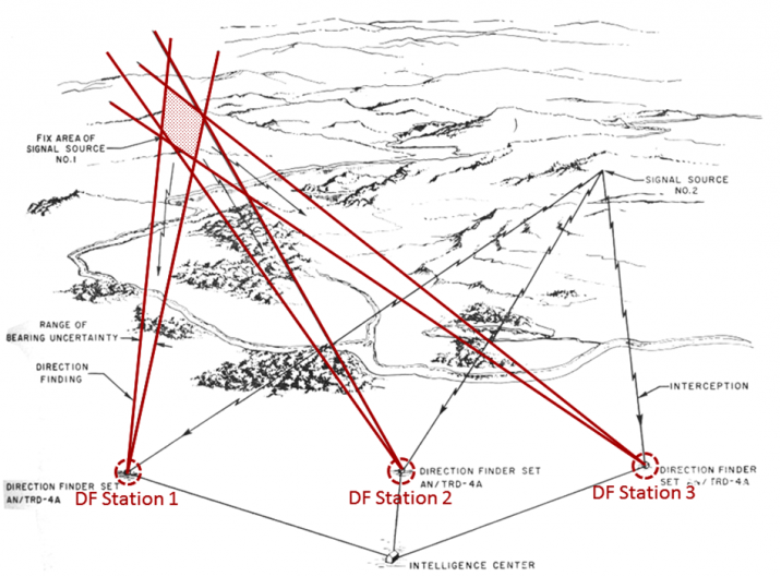 FIX AREA OF
SIGNAL SOURCE
NO.1
SIGNAL SOURCE
NO.2
RANGE OF
BEARING UNCERTAINTY
DIRECTION
FINDING
INTERCEPTION
DIRECTION FINDER SET
AN/TRD-4A
DF Station 1
DIRECTION FINDER SET
AN/TRD-4A
DF Station 2
DIRECTION FINDER
SET AN/TRD-4A
DF Station 3
INTELLIGENCE CENTER